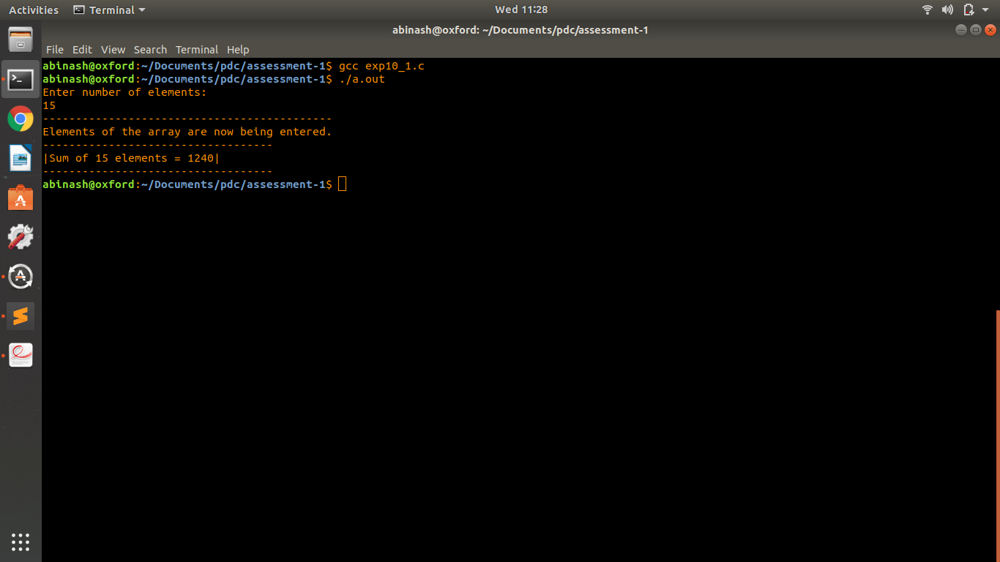 Activities Terminal Wed 11:28
abinash@oxford: ~/Documents/pdc/assessment-1
File Edit View Search Terminal Help
abinash@oxford:~/Documents/pdc/assessment-1$ gcc exp10_1.c
abinash@oxford:~/Documents/pdc/assessment-1$ ./a.out
Enter number of elements:
15
--------------------------------------------
Elements of the array are now being entered.
-----------------------------------
|Sum of 15 elements = 1240|
-----------------------------------
abinash@oxford:~/Documents/pdc/assessment-1$